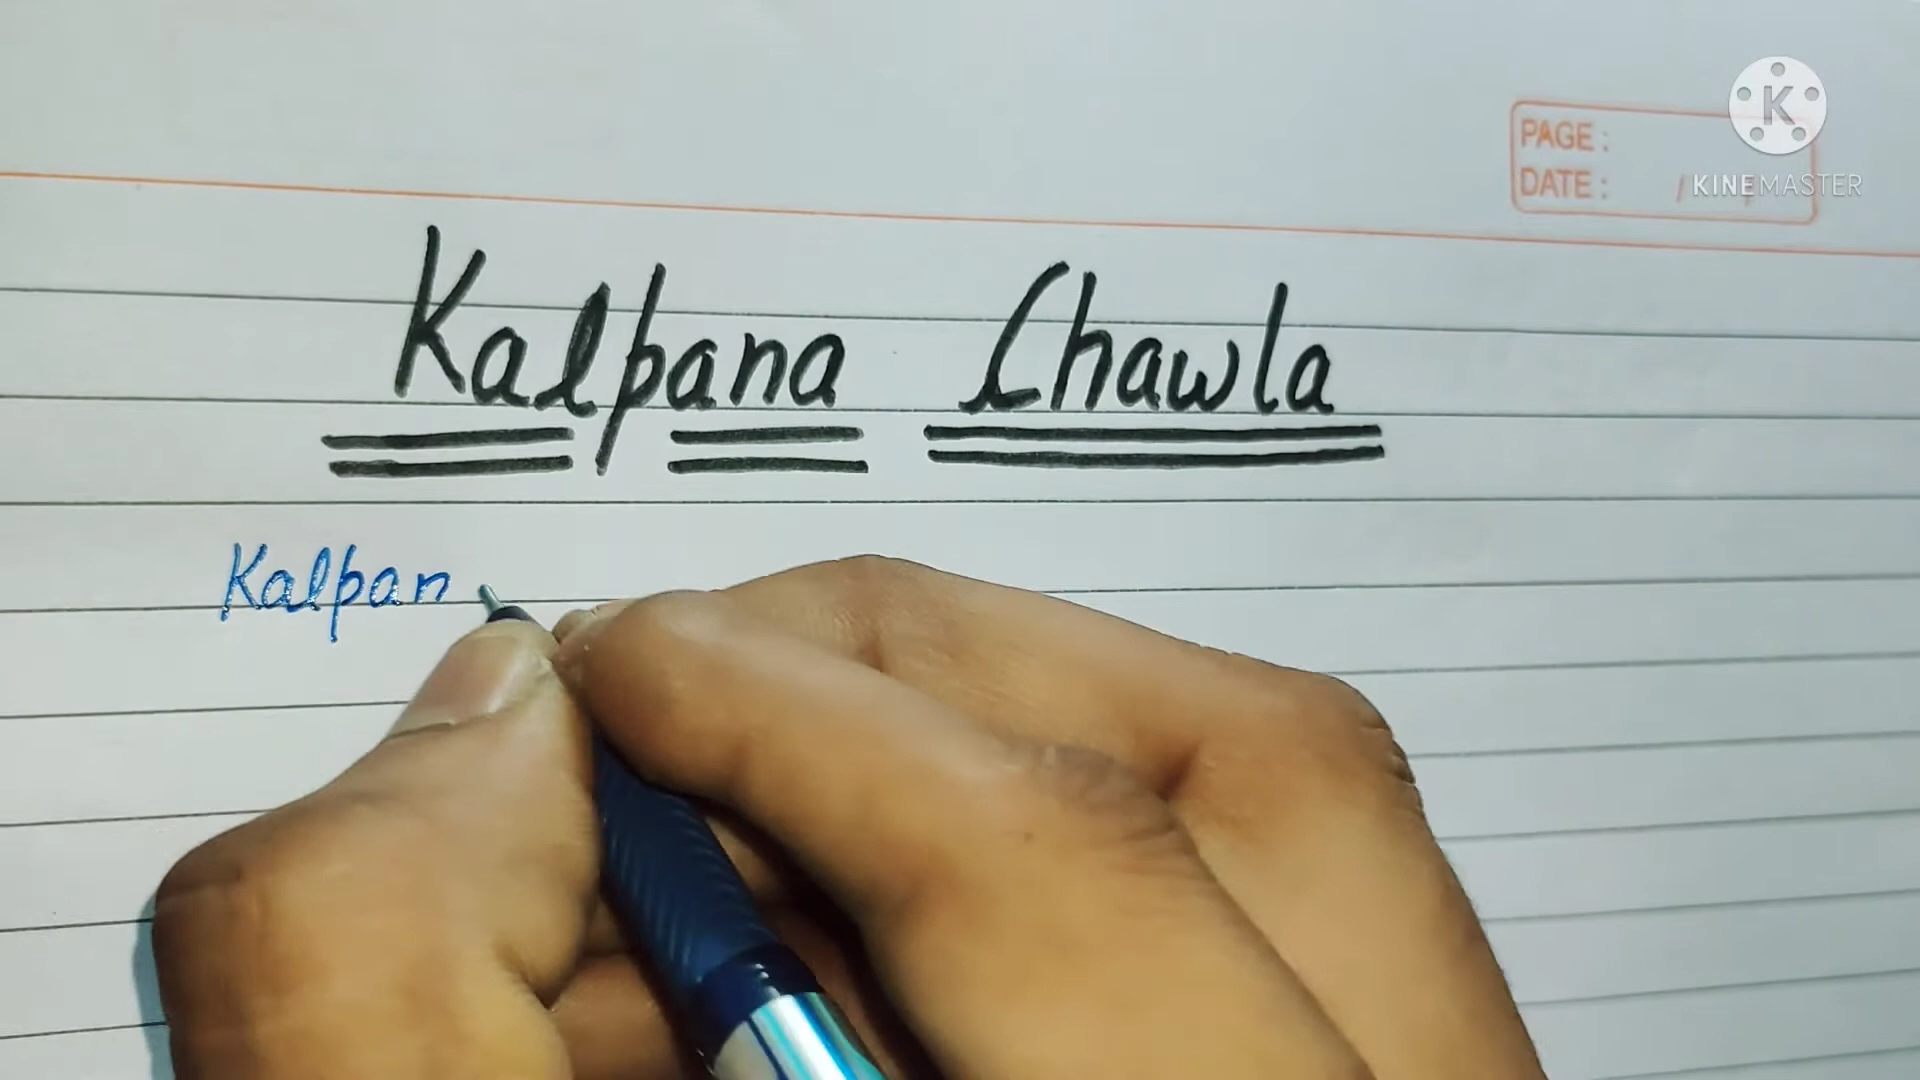 KINEMASTER
PAGE :
DATE : / /
Kalpana Chawla
Kalpan